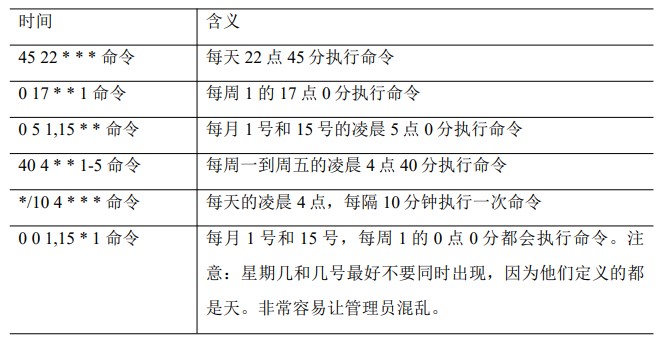 时间 含义
45 22 * * * 命令 每天 22 点 45 分执行命令
0 17 * * 1 命令 每周 1 的 17 点 0 分执行命令
0 5 1,15 * * 命令 每月 1 号和 15 号的凌晨 5 点 0 分执行命令
40 4 * * 1-5 命令 每周一到周五的凌晨 4 点 40 分执行命令
*/10 4 * * * 命令 每天的凌晨 4 点，每隔 10 分钟执行一次命令
0 0 1,15 * 1 命令 每月 1 号和 15 号，每周 1 的 0 点 0 分都会执行命令。注
意：星期几和几号最好不要同时出现，因为他们定义的都
是天。非常容易让管理员混乱。